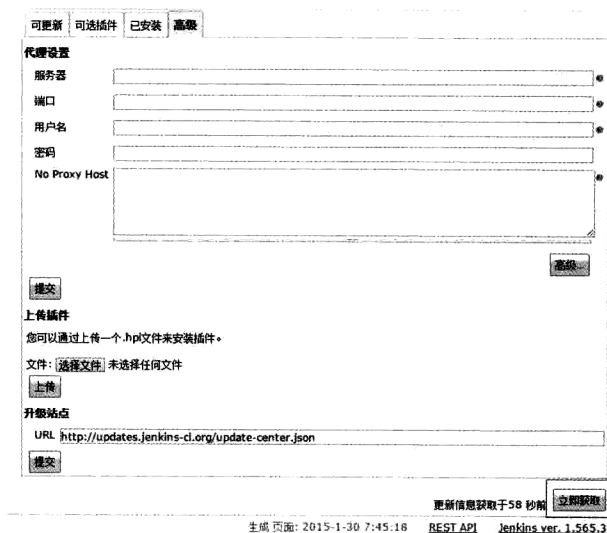 可更新 可选插件 已安装 高级
代理设置
服务器
端口
用户名
密码
No Proxy Host
高级...
提交
上传插件
您可以通过上传一个.hpi文件来安装插件。
文件: 选择文件 未选择任何文件
上传
升级站点
URL http://updates.jenkins-ci.org/update-center.json
提交
更新信息获取于58 秒前 立即获取
生成 页面: 2015-1-30 7:45:18 REST API Jenkins ver. 1.565.3